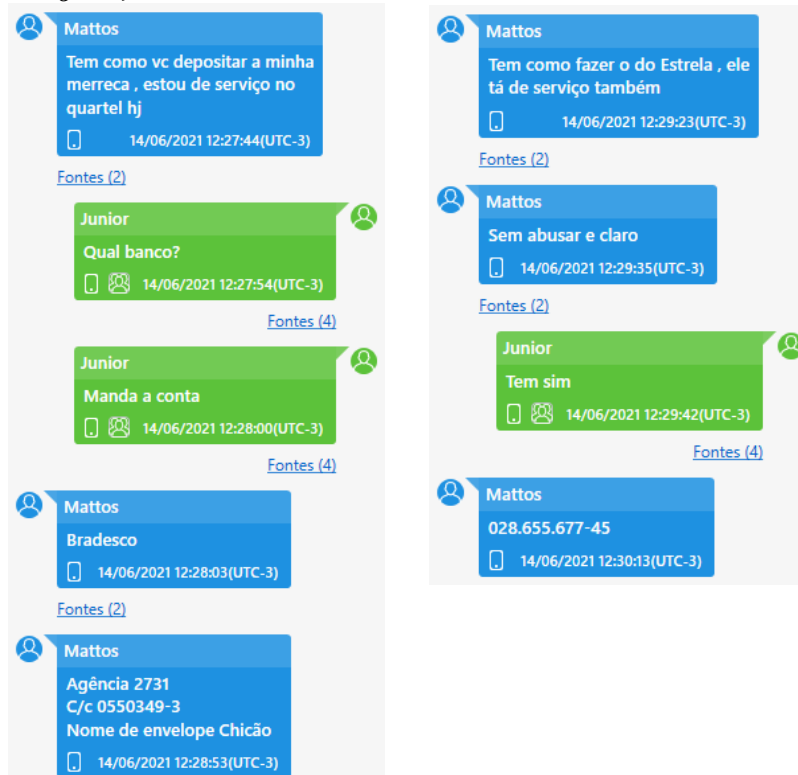 Mattos
Tem como vc depositar a minha
merreca , estou de serviço no
quartel hj
14/06/2021 12:27:44(UTC-3)
Fontes (2)
Junior
Qual banco?
14/06/2021 12:27:54(UTC-3)
Fontes (4)
Junior
Manda a conta
14/06/2021 12:28:00(UTC-3)
Fontes (4)
Mattos
Bradesco
14/06/2021 12:28:03(UTC-3)
Fontes (2)
Mattos
Agência 2731
C/c 0550349-3
Nome de envelope Chicão
14/06/2021 12:28:53(UTC-3)
Mattos
Tem como fazer o do Estrela , ele
tá de serviço também
14/06/2021 12:29:23(UTC-3)
Fontes (2)
Mattos
Sem abusar e claro
14/06/2021 12:29:35(UTC-3)
Fontes (2)
Junior
Tem sim
14/06/2021 12:29:42(UTC-3)
Fontes (4)
Mattos
028.655.677-45
14/06/2021 12:30:13(UTC-3)